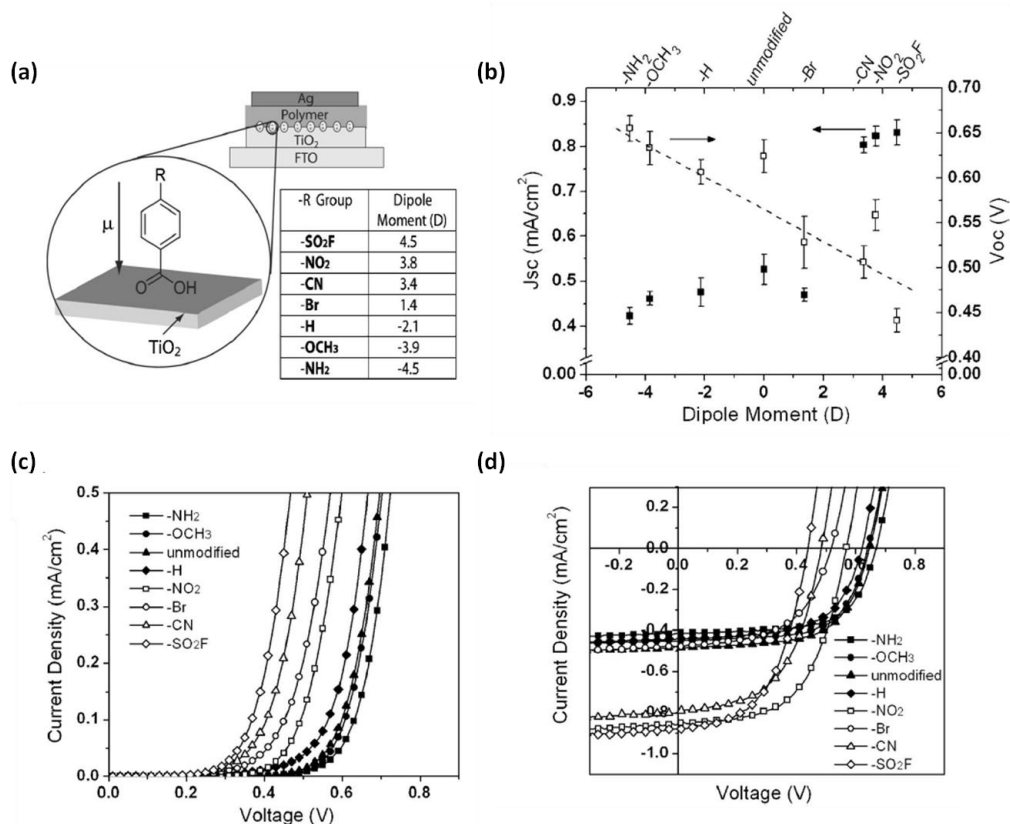 (a)
Ag
Polymer
TiO₂
FTO
R
μ
O
OH
TiO₂
-R Group Dipole Moment (D)
-SO₂F 4.5
-NO₂ 3.8
-CN 3.4
-Br 1.4
-H -2.1
-OCH₃ -3.9
-NH₂ -4.5
(b)
-NH₂
-OCH₃
-H
unmodified
-Br
-CN
-NO₂
-SO₂F
0.9
0.8
0.7
0.6
0.5
0.4
0.00
Jsc (mA/cm²)
0.70
0.65
0.60
0.55
0.50
0.45
0.40
0.00
Voc (V)
-6 -4 -2 0 2 4 6
Dipole Moment (D)
(c)
0.5
0.4
0.3
0.2
0.1
0.0
Current Density (mA/cm²)
-NH₂
-OCH₃
unmodified
-H
-NO₂
-Br
-CN
-SO₂F
0.0 0.2 0.4 0.6 0.8
Voltage (V)
(d)
0.2
0.0
-0.2
-0.4
-0.6
-0.8
-1.0
Current Density (mA/cm²)
-NH₂
-OCH₃
unmodified
-H
-NO₂
-Br
-CN
-SO₂F
-0.2 0.0 0.2 0.4 0.6 0.8
Voltage (V)